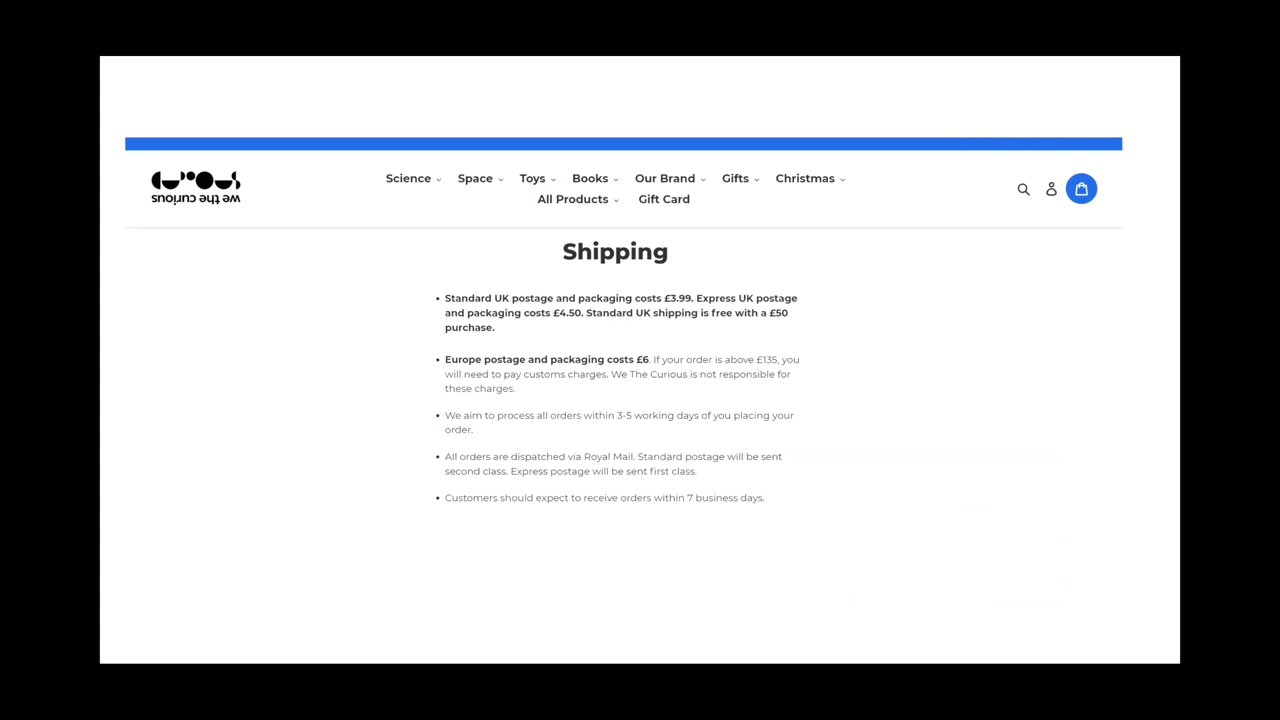 we the curious
Science Space Toys Books Our Brand Gifts Christmas
All Products Gift Card
Shipping
• Standard UK postage and packaging costs £3.99. Express UK postage
and packaging costs £4.50. Standard UK shipping is free with a £50
purchase.
• Europe postage and packaging costs £6. If your order is above £135, you
will need to pay customs charges. We The Curious is not responsible for
these charges.
• We aim to process all orders within 3-5 working days of you placing your
order.
• All orders are dispatched via Royal Mail. Standard postage will be sent
second class. Express postage will be sent first class.
• Customers should expect to receive orders within 7 business days.